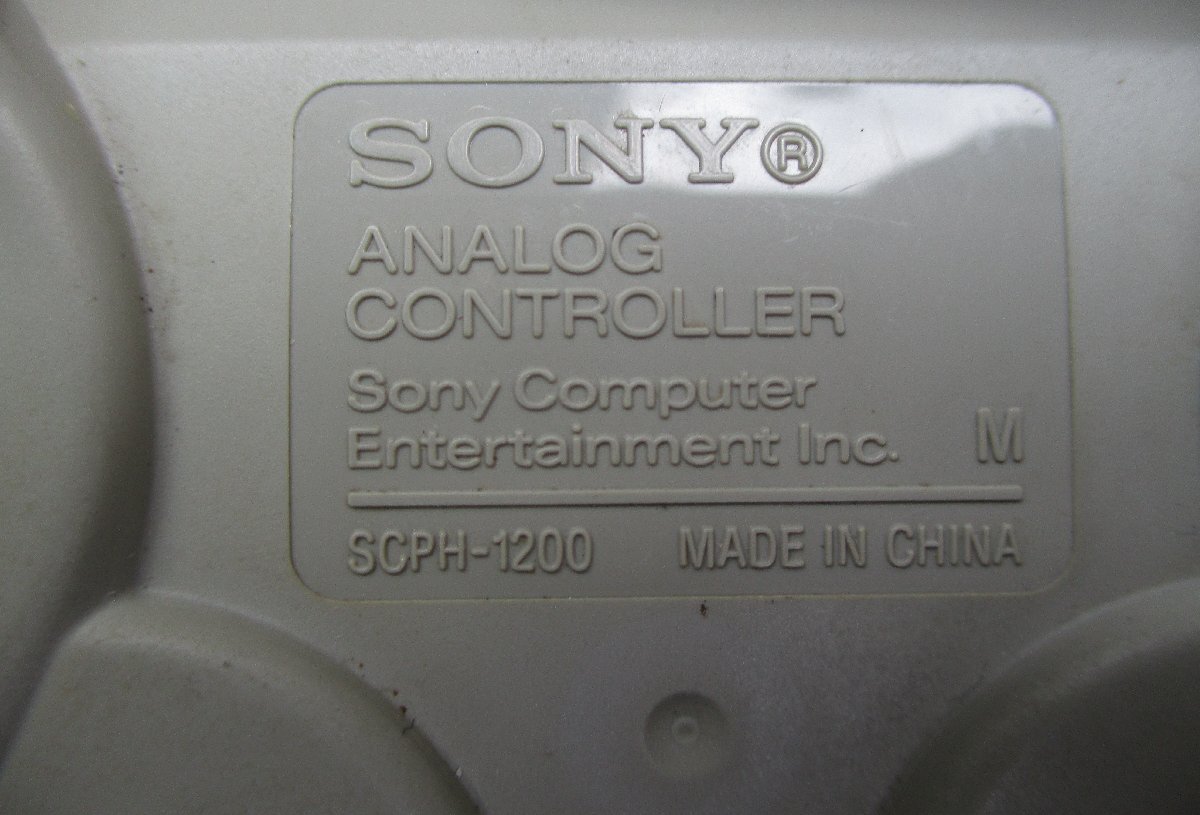 SONY®
ANALOG
CONTROLLER
Sony Computer
Entertainment Inc. M
SCPH-1200 MADE IN CHINA